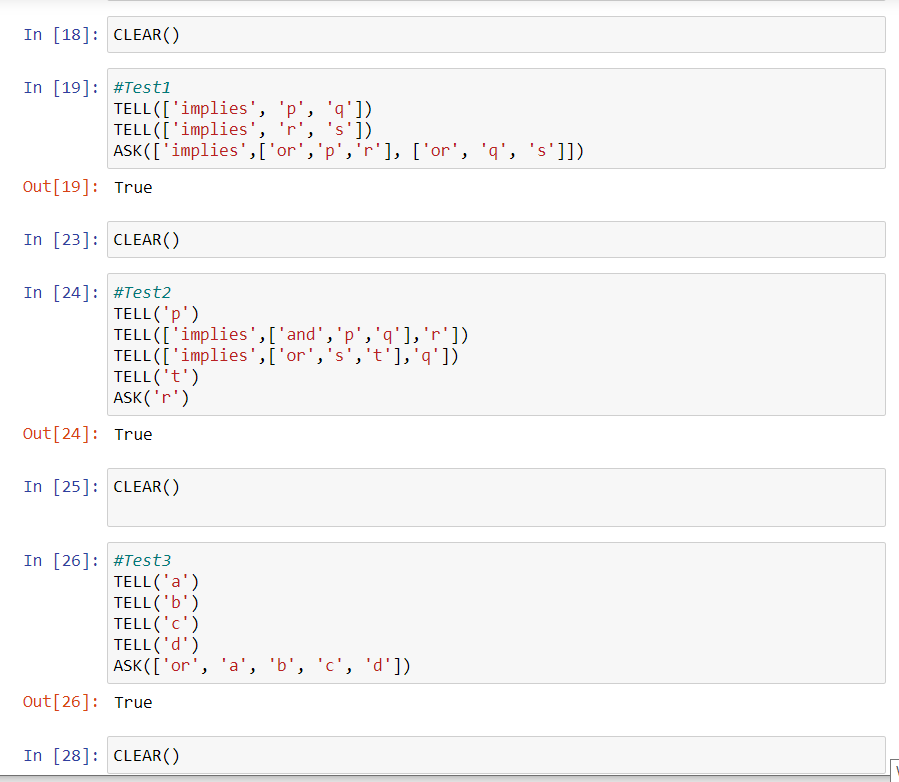 In [18]: CLEAR()
In [19]: #Test1
TELL(['implies', 'p', 'q'])
TELL(['implies', 'r', 's'])
ASK(['implies',['or','p','r'], ['or', 'q', 's']])
Out[19]: True
In [23]: CLEAR()
In [24]: #Test2
TELL('p')
TELL(['implies',['and','p','q'],'r'])
TELL(['implies',['or','s','t'],'q'])
TELL('t')
ASK('r')
Out[24]: True
In [25]: CLEAR()
In [26]: #Test3
TELL('a')
TELL('b')
TELL('c')
TELL('d')
ASK(['or', 'a', 'b', 'c', 'd'])
Out[26]: True
In [28]: CLEAR()